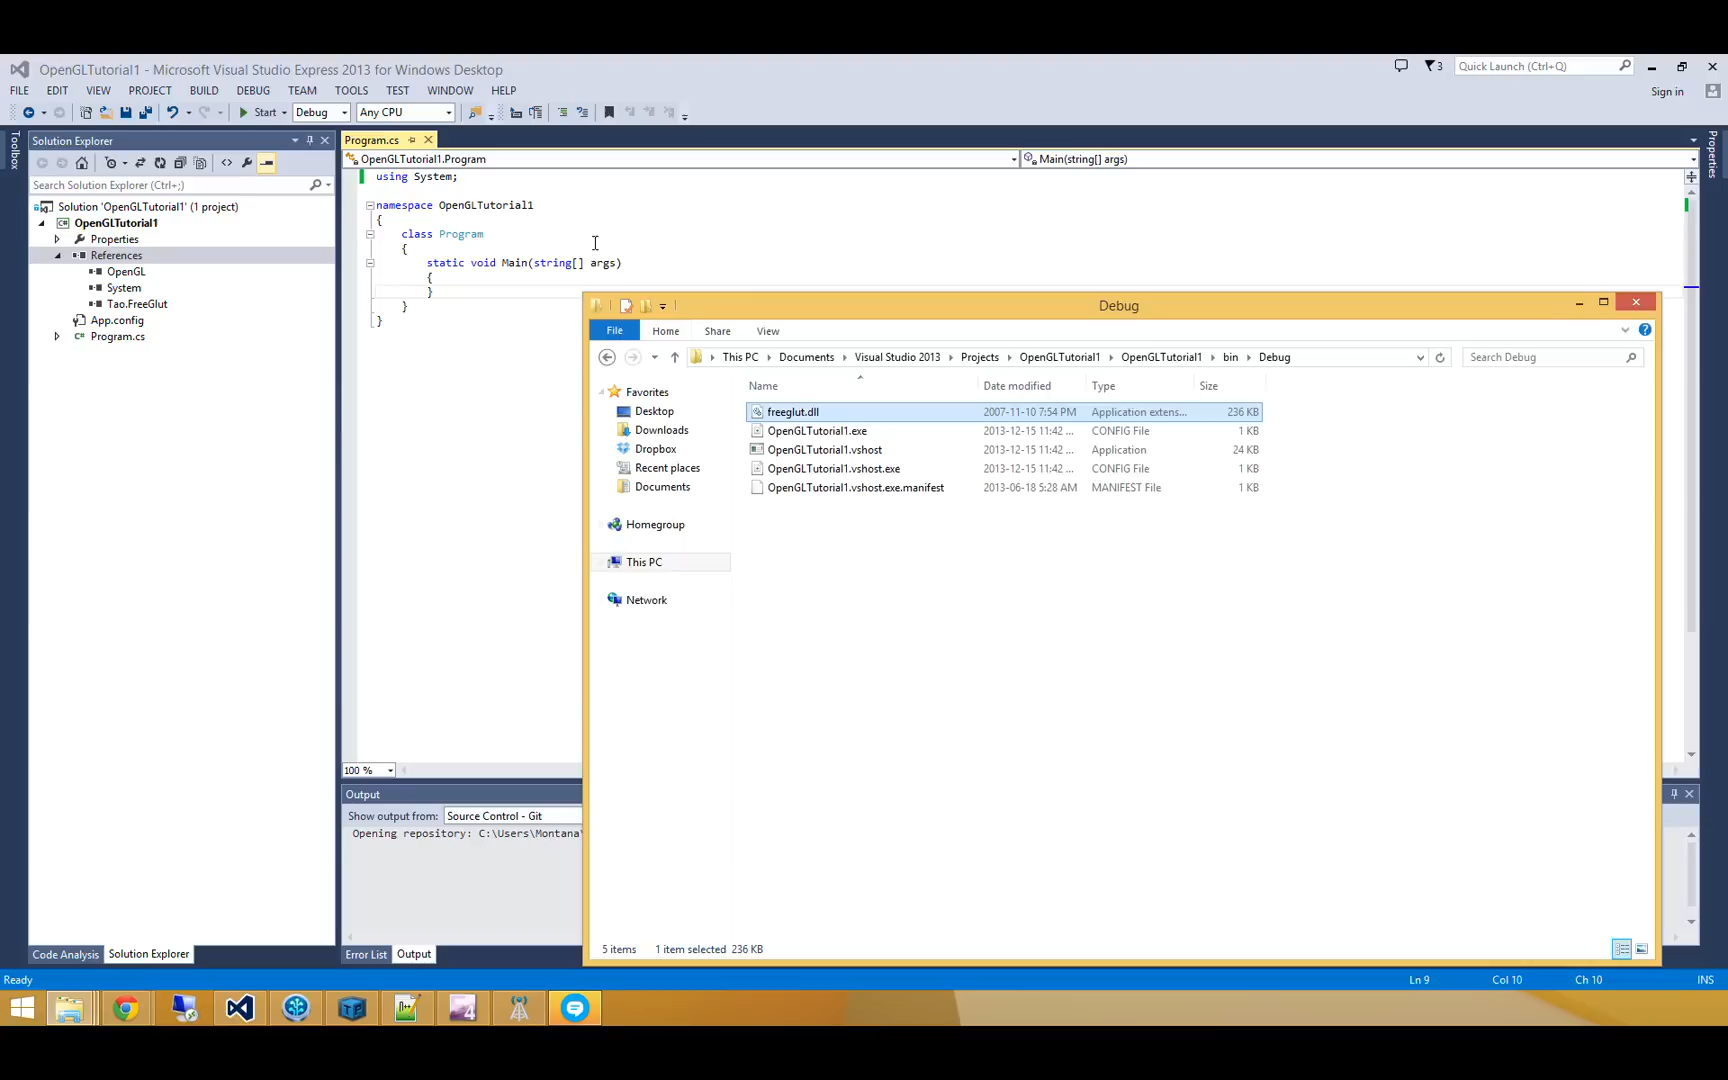 OpenGLTutorial1 - Microsoft Visual Studio Express 2013 for Windows Desktop
3
Quick Launch (Ctrl+Q)
FILE EDIT VIEW PROJECT BUILD DEBUG TEAM TOOLS TEST WINDOW HELP
Sign in
Start Debug Any CPU
Toolbox
Solution Explorer
Search Solution Explorer (Ctrl+;)
Solution 'OpenGLTutorial1' (1 project)
OpenGLTutorial1
Properties
References
OpenGL
System
Tao.FreeGlut
App.config
Program.cs
Code Analysis Solution Explorer
Program.cs
OpenGLTutorial1.Program
Main(string[] args)
Properties
using System;
namespace OpenGLTutorial1
{
class Program
{
static void Main(string[] args)
{
}
}
}
100 %
Output
Show output from: Source Control - Git
Opening repository: C:\Users\Montana\
Error List Output
Debug
File Home Share View
This PC Documents Visual Studio 2013 Projects OpenGLTutorial1 OpenGLTutorial1 bin Debug
Search Debug
Favorites
Desktop
Downloads
Dropbox
Recent places
Documents
Homegroup
This PC
Network
Name Date modified Type Size
freeglut.dll 2007-11-10 7:54 PM Application extens... 236 KB
OpenGLTutorial1.exe 2013-12-15 11:42 ... CONFIG File 1 KB
OpenGLTutorial1.vshost 2013-12-15 11:42 ... Application 24 KB
OpenGLTutorial1.vshost.exe 2013-12-15 11:42 ... CONFIG File 1 KB
OpenGLTutorial1.vshost.exe.manifest 2013-06-18 5:28 AM MANIFEST File 1 KB
5 items 1 item selected 236 KB
Ready
Ln 9 Col 10 Ch 10 INS